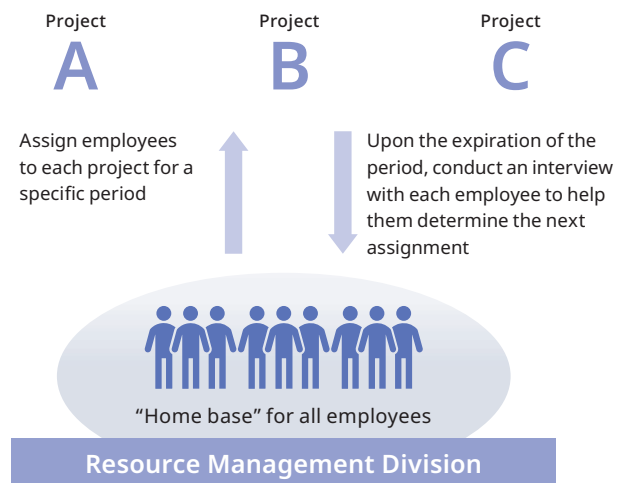 Project
A
Project
B
Project
C
Assign employees
to each project for a
specific period
Upon the expiration of the
period, conduct an interview
with each employee to help
them determine the next
assignment
“Home base” for all employees
Resource Management Division